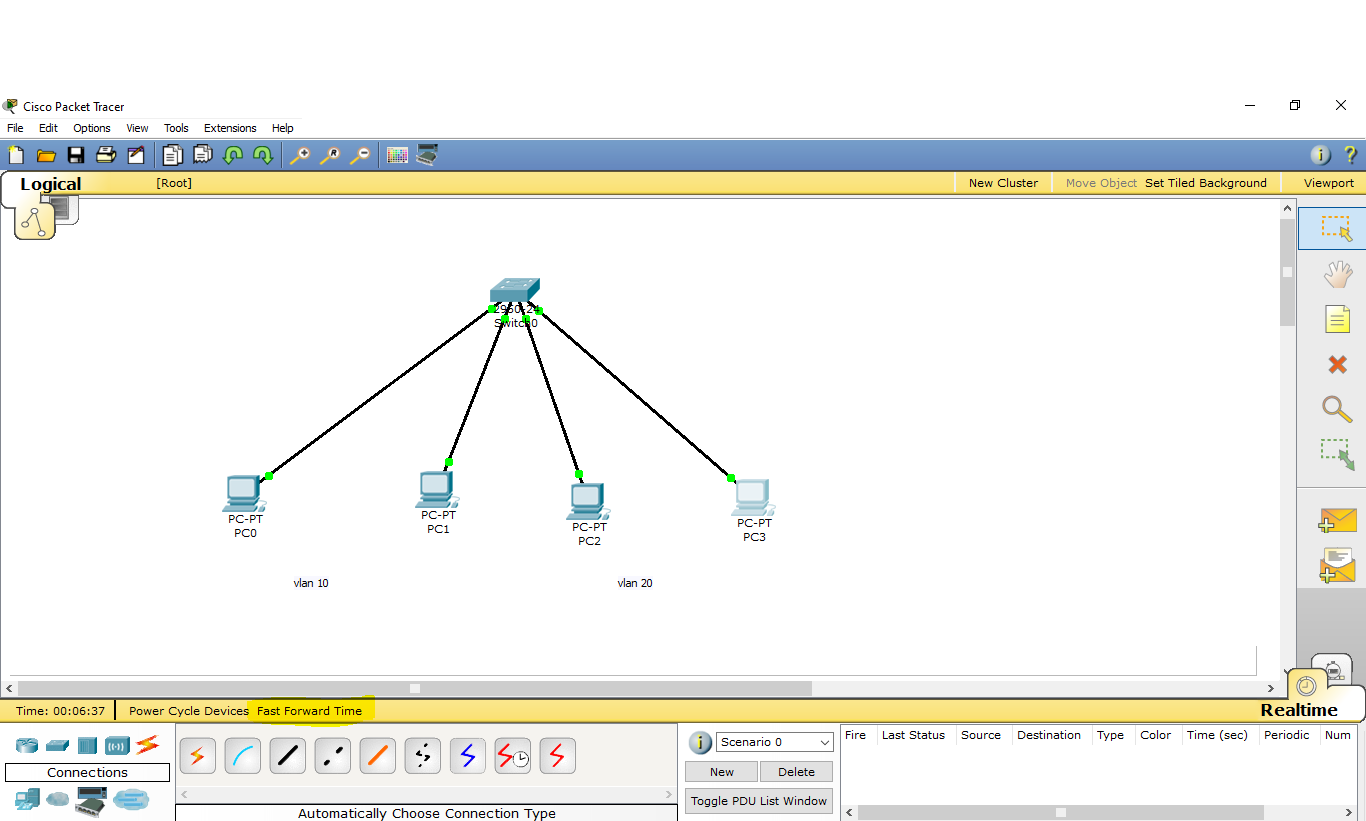 Cisco Packet Tracer
File Edit Options View Tools Extensions Help
Logical [Root] New Cluster Move Object Set Tiled Background Viewport
2950-24
Switch0
PC-PT
PC0
PC-PT
PC1
PC-PT
PC2
PC-PT
PC3
vlan 10 vlan 20
Time: 00:06:37 Power Cycle Devices Fast Forward Time
Realtime
Connections
Automatically Choose Connection Type
Scenario 0
New Delete
Toggle PDU List Window
Fire Last Status Source Destination Type Color Time (sec) Periodic Num